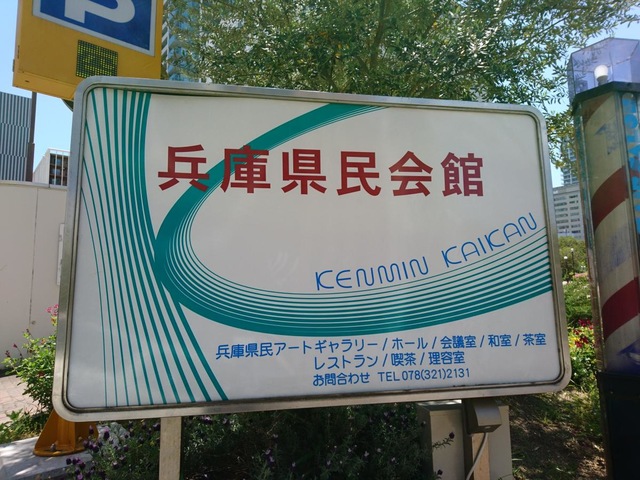 P
兵庫県民会館
KENMIN KAIKAN
兵庫県民アートギャラリー/ホール/会議室/和室/茶室
レストラン/喫茶/理容室
お問合わせ TEL 078(321)2131